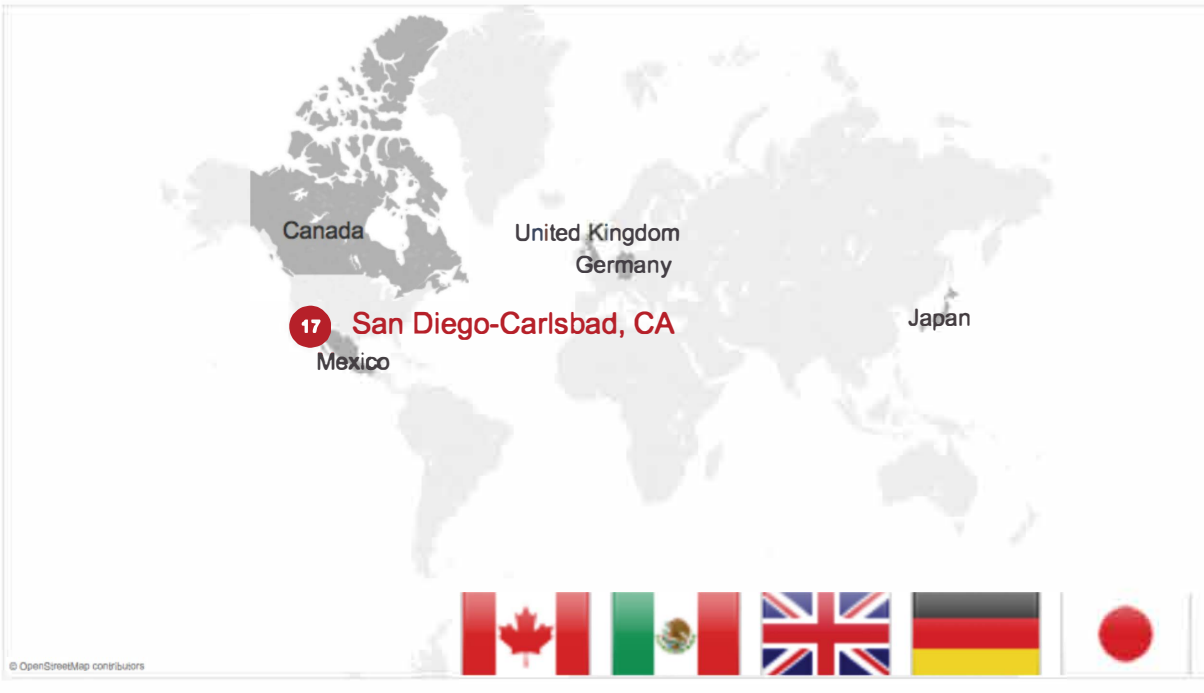 Canada
United Kingdom
Germany
17 San Diego-Carlsbad, CA
Japan
Mexico
© OpenStreetMap contributors